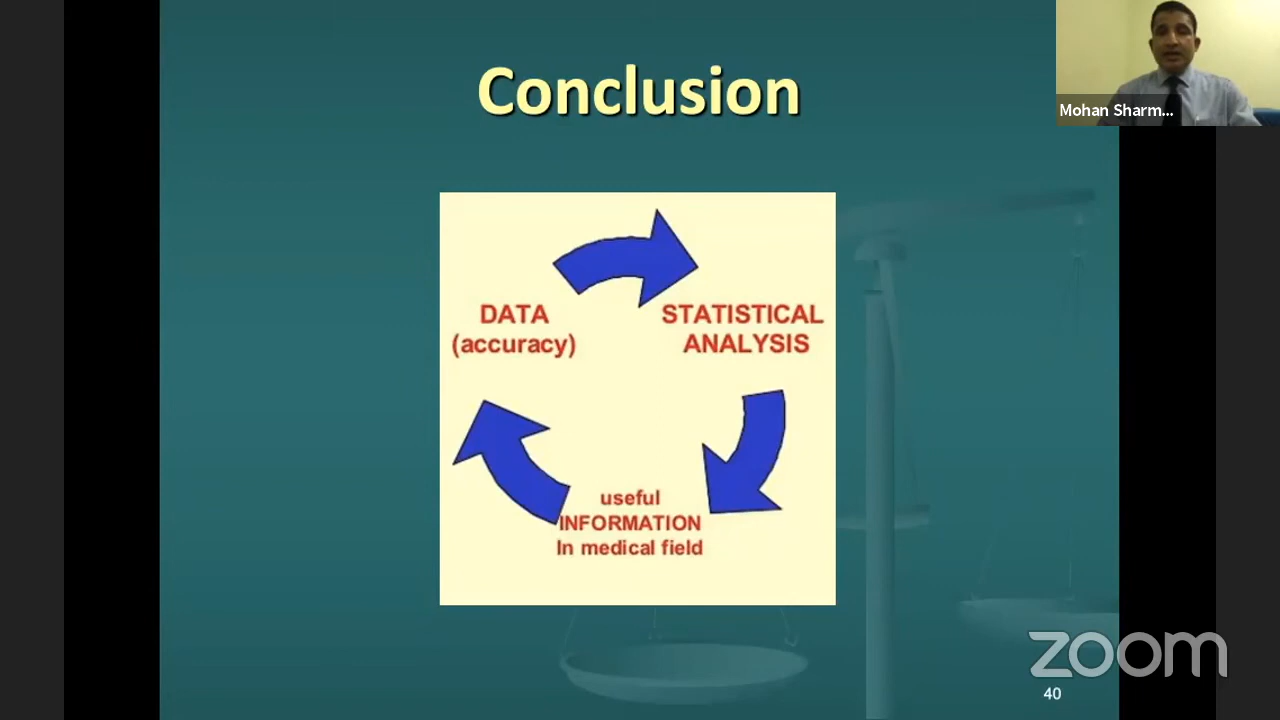 Conclusion
Mohan Sharm...
DATA
(accuracy)
STATISTICAL
ANALYSIS
useful
INFORMATION
In medical field
zoom
40